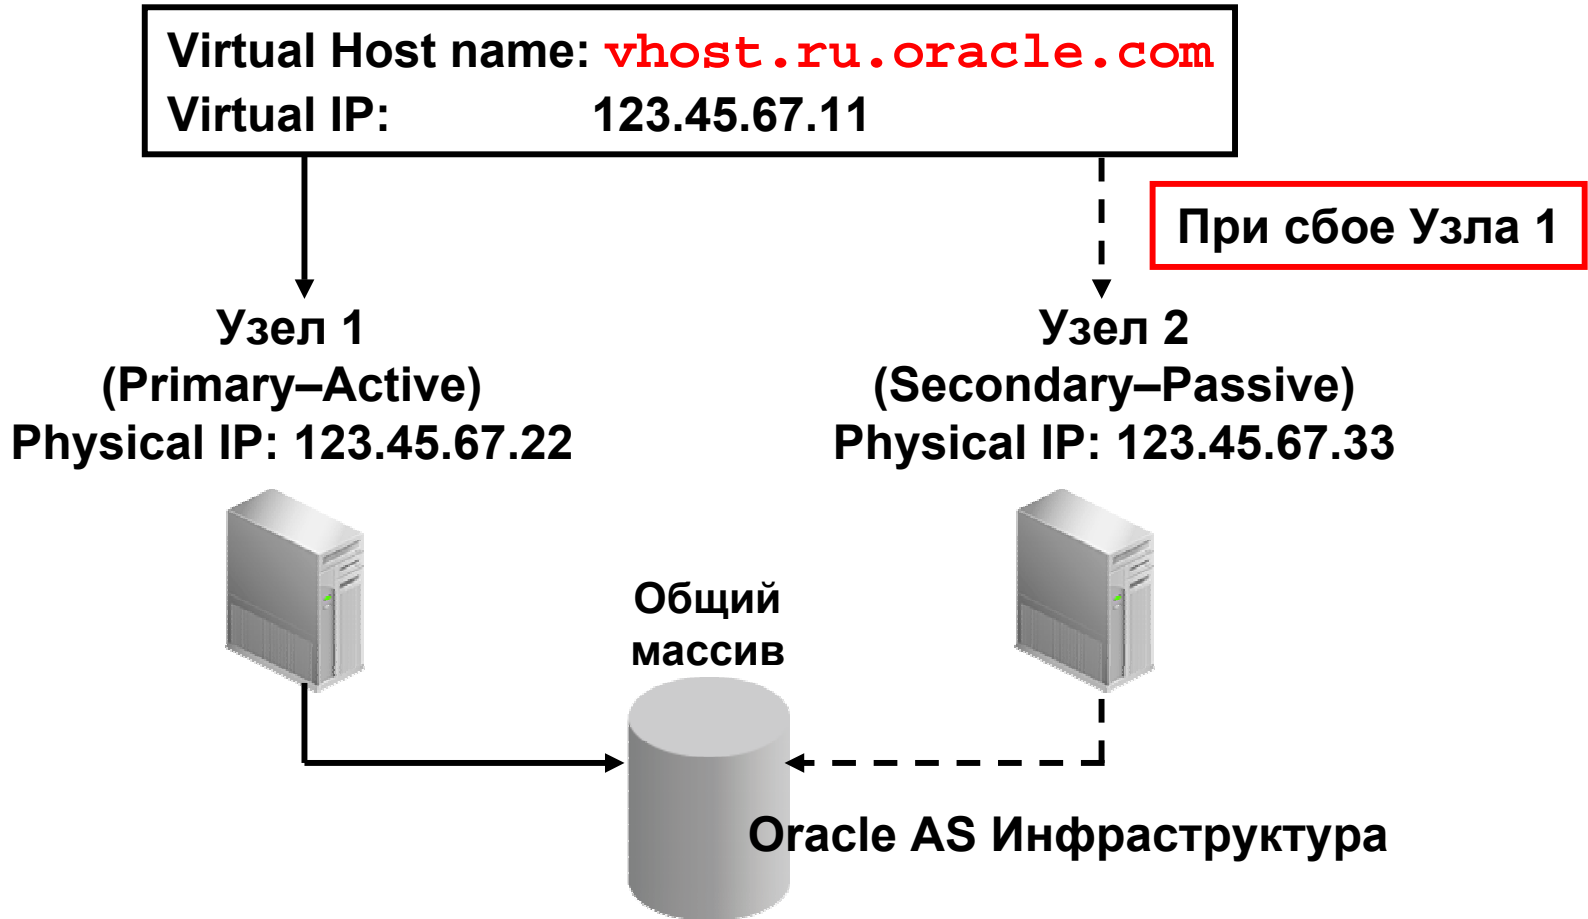 Virtual Host name: vhost.ru.oracle.com
Virtual IP: 123.45.67.11
При сбое Узла 1
Узел 1
(Primary–Active)
Physical IP: 123.45.67.22
Узел 2
(Secondary–Passive)
Physical IP: 123.45.67.33
Общий
массив
Oracle AS Инфраструктура